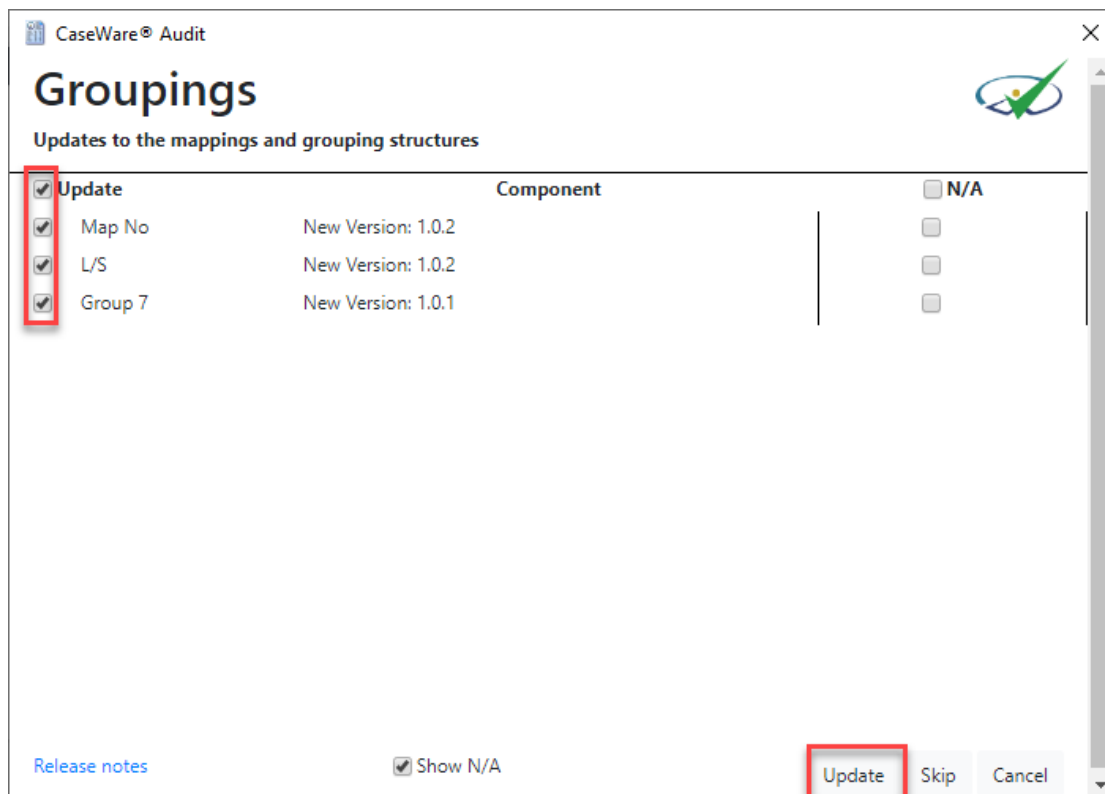 CaseWare® Audit
Groupings
Updates to the mappings and grouping structures
Update Component N/A
Map No New Version: 1.0.2
L/S New Version: 1.0.2
Group 7 New Version: 1.0.1
Release notes Show N/A Update Skip Cancel